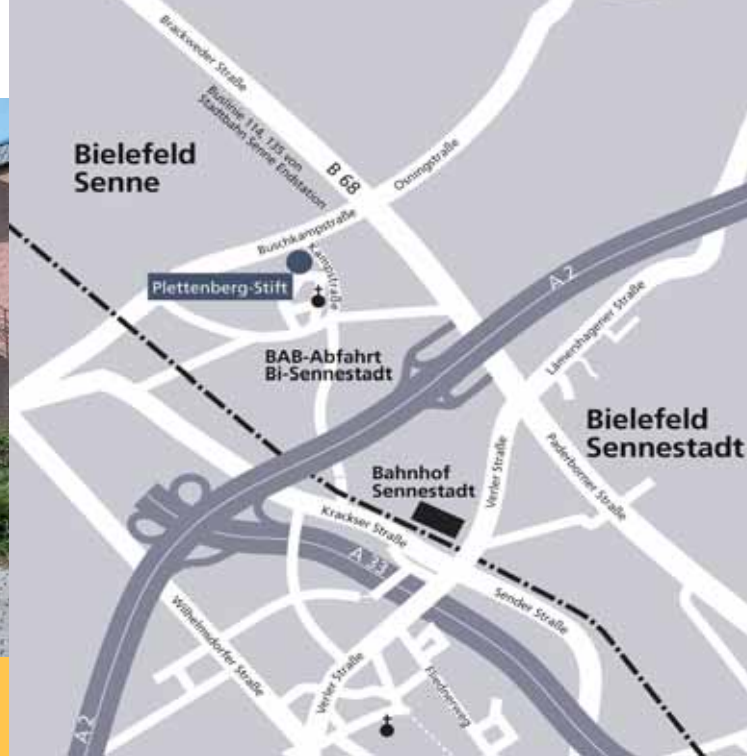 Brackweder Straße
Buslinie 114, 135 von
Stadtbahn Senne Endstation
B 68
Osningstraße
Bielefeld
Senne
Buschkampstraße
Kampstraße
Plettenberg-Stift
A 2
Lämershagener Straße
BAB-Abfahrt
Bi-Sennestadt
Bielefeld
Sennestadt
Paderborner Straße
Verler Straße
Bahnhof
Sennestadt
Krackser Straße
A 33
Sender Straße
Wilhelmsdorfer Straße
Verler Straße
Fliednerweg
A 2